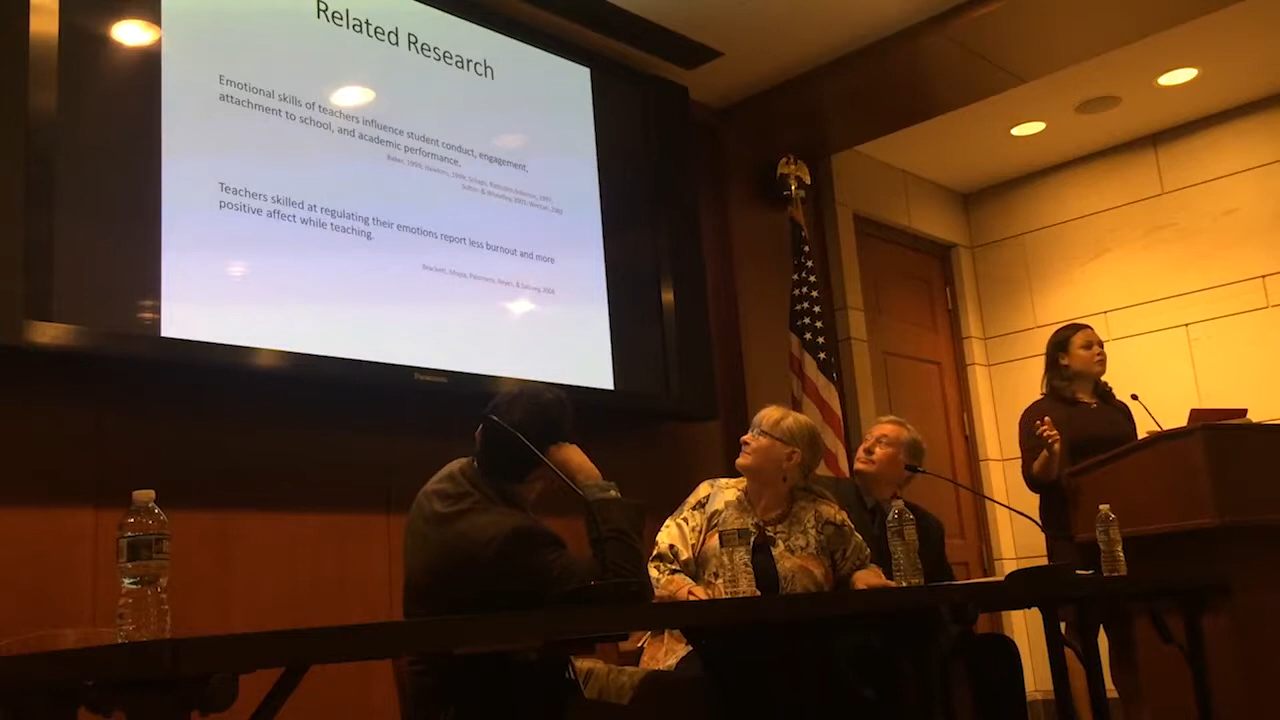 Related Research
Emotional skills of teachers influence student conduct, engagement,
attachment to school, and academic performance.
Teachers skilled at regulating their emotions report less burnout and more
positive affect while teaching.
Panasonic